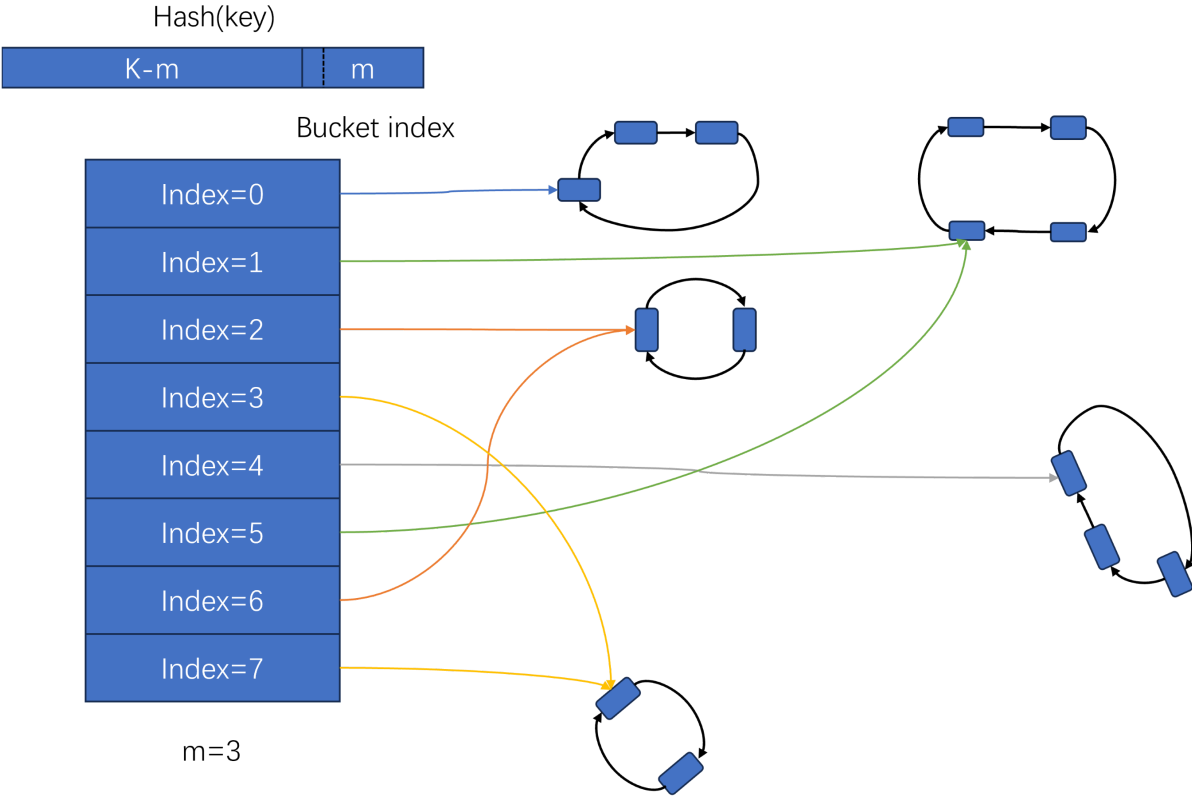 Hash(key)
K-m
m
Bucket index
Index=0
Index=1
Index=2
Index=3
Index=4
Index=5
Index=6
Index=7
m=3